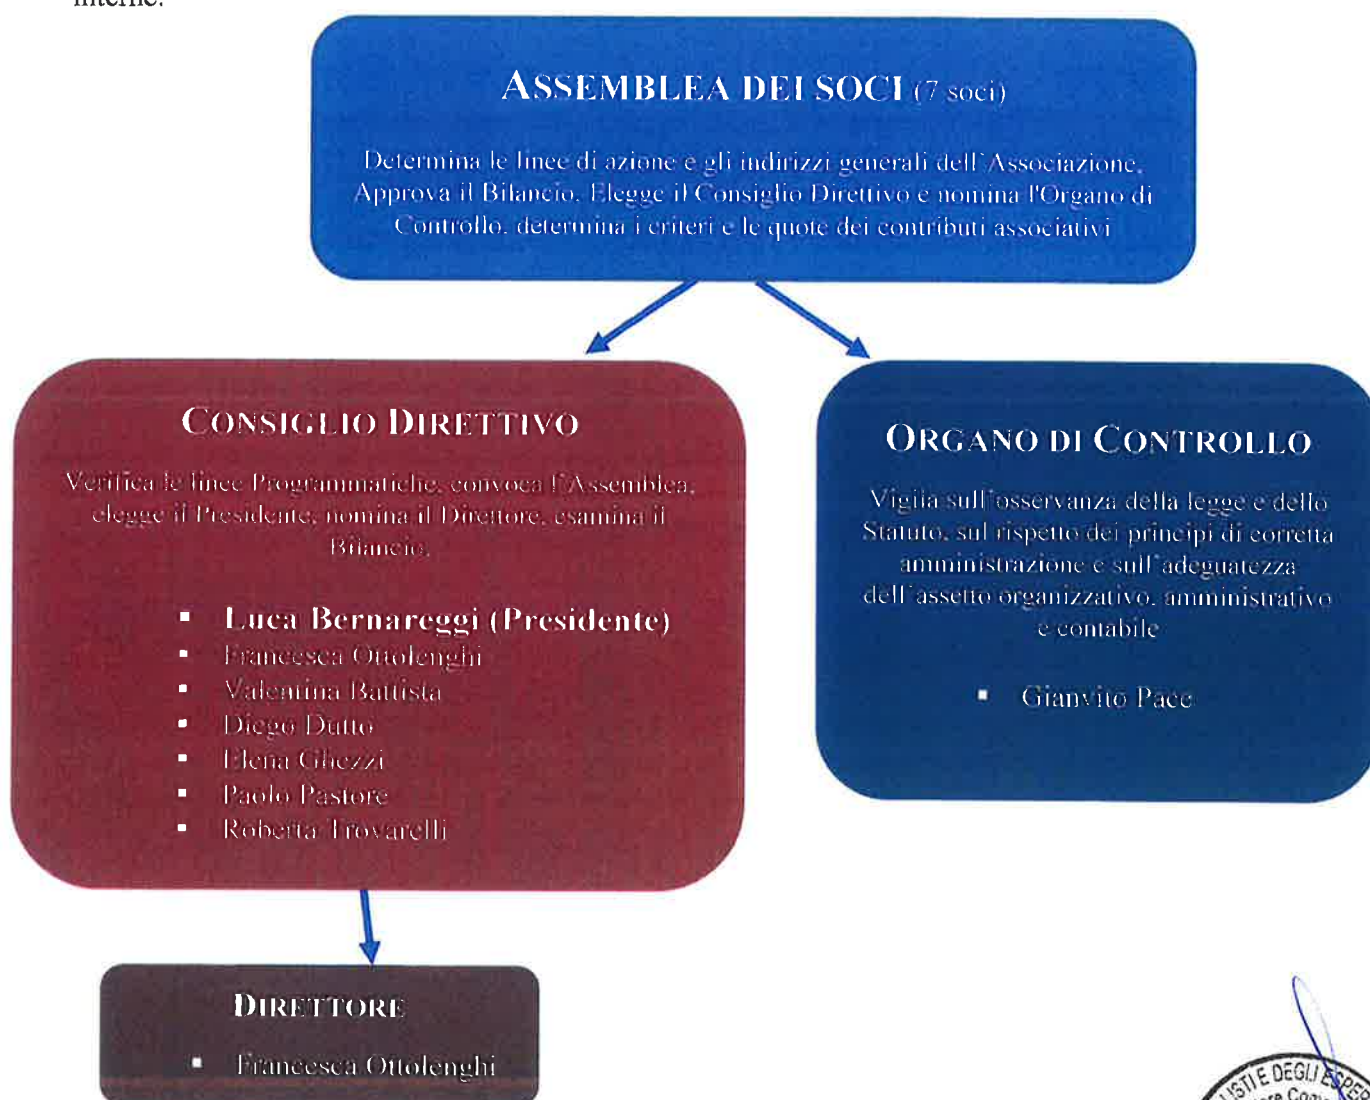 interne.
ASSEMBLEA DEI SOCI (7 soci)
Determina le linee di azione e gli indirizzi generali dell'Associazione,
Approva il Bilancio, Elegge il Consiglio Direttivo e nomina l'Organo di
Controllo, determina i criteri e le quote dei contributi associativi
CONSIGLIO DIRETTIVO
Verifica le linee Programmatiche, convoca l'Assemblea,
elegge il Presidente, nomina il Direttore, esamina il
Bilancio.
▪ Luca Bernareggi (Presidente)
▪ Francesca Ottolenghi
▪ Valentina Battista
▪ Diego Dutto
▪ Elena Ghezzi
▪ Paolo Pastore
▪ Roberta Trovarelli
ORGANO DI CONTROLLO
Vigila sull'osservanza della legge e dello
Statuto, sul rispetto dei principi di corretta
amministrazione e sull'adeguatezza
dell'assetto organizzativo, amministrativo
e contabile
▪ Gianvito Pace
DIRETTORE
▪ Francesca Ottolenghi
E DEGLI